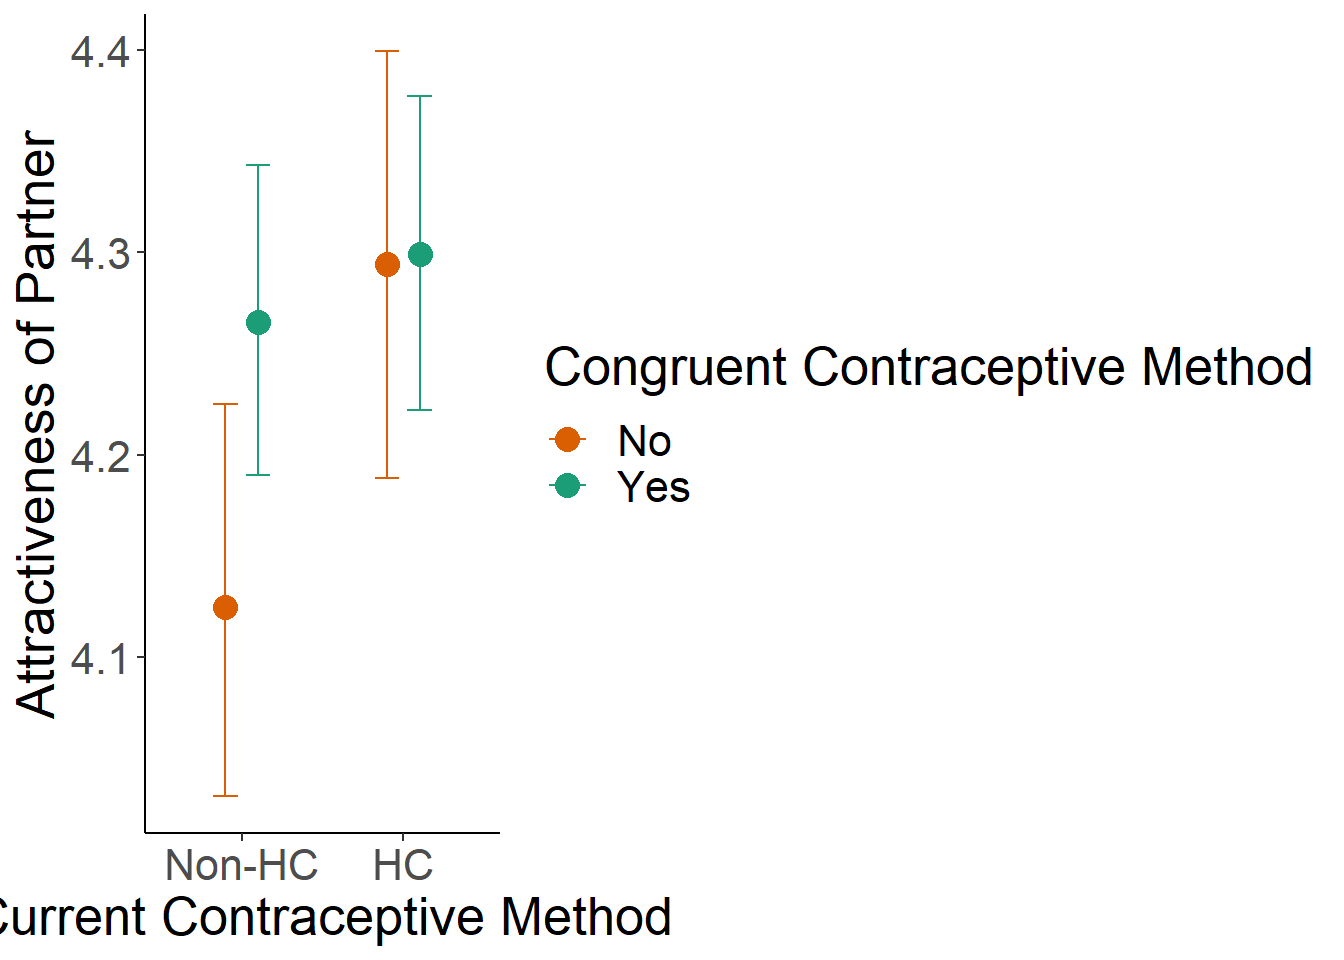 4.4
4.3
4.2
4.1
Attractiveness of Partner
Non-HC HC
Current Contraceptive Method
Congruent Contraceptive Method
No
Yes